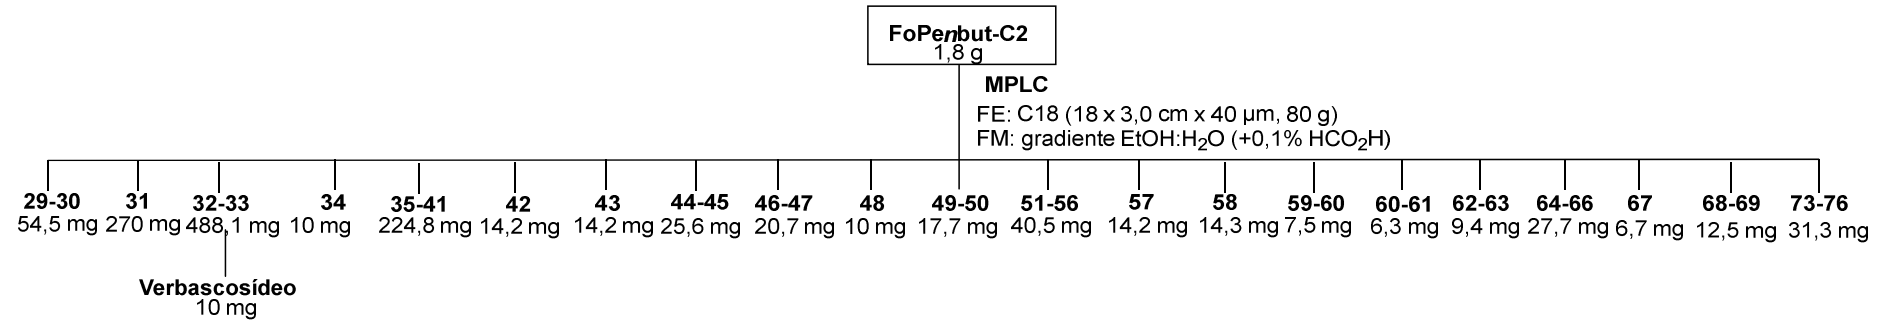 FoPenbut-C2
1,8 g
MPLC
FE: C18 (18 x 3,0 cm x 40 µm, 80 g)
FM: gradiente EtOH:H₂O (+0,1% HCO₂H)
29-30 31 32-33 34 35-41 42 43 44-45 46-47 48 49-50 51-56 57 58 59-60 60-61 62-63 64-66 67 68-69 73-76
54,5 mg 270 mg 488,1 mg 10 mg 224,8 mg 14,2 mg 14,2 mg 25,6 mg 20,7 mg 10 mg 17,7 mg 40,5 mg 14,2 mg 14,3 mg 7,5 mg 6,3 mg 9,4 mg 27,7 mg 6,7 mg 12,5 mg 31,3 mg
Verbascosídeo
10 mg